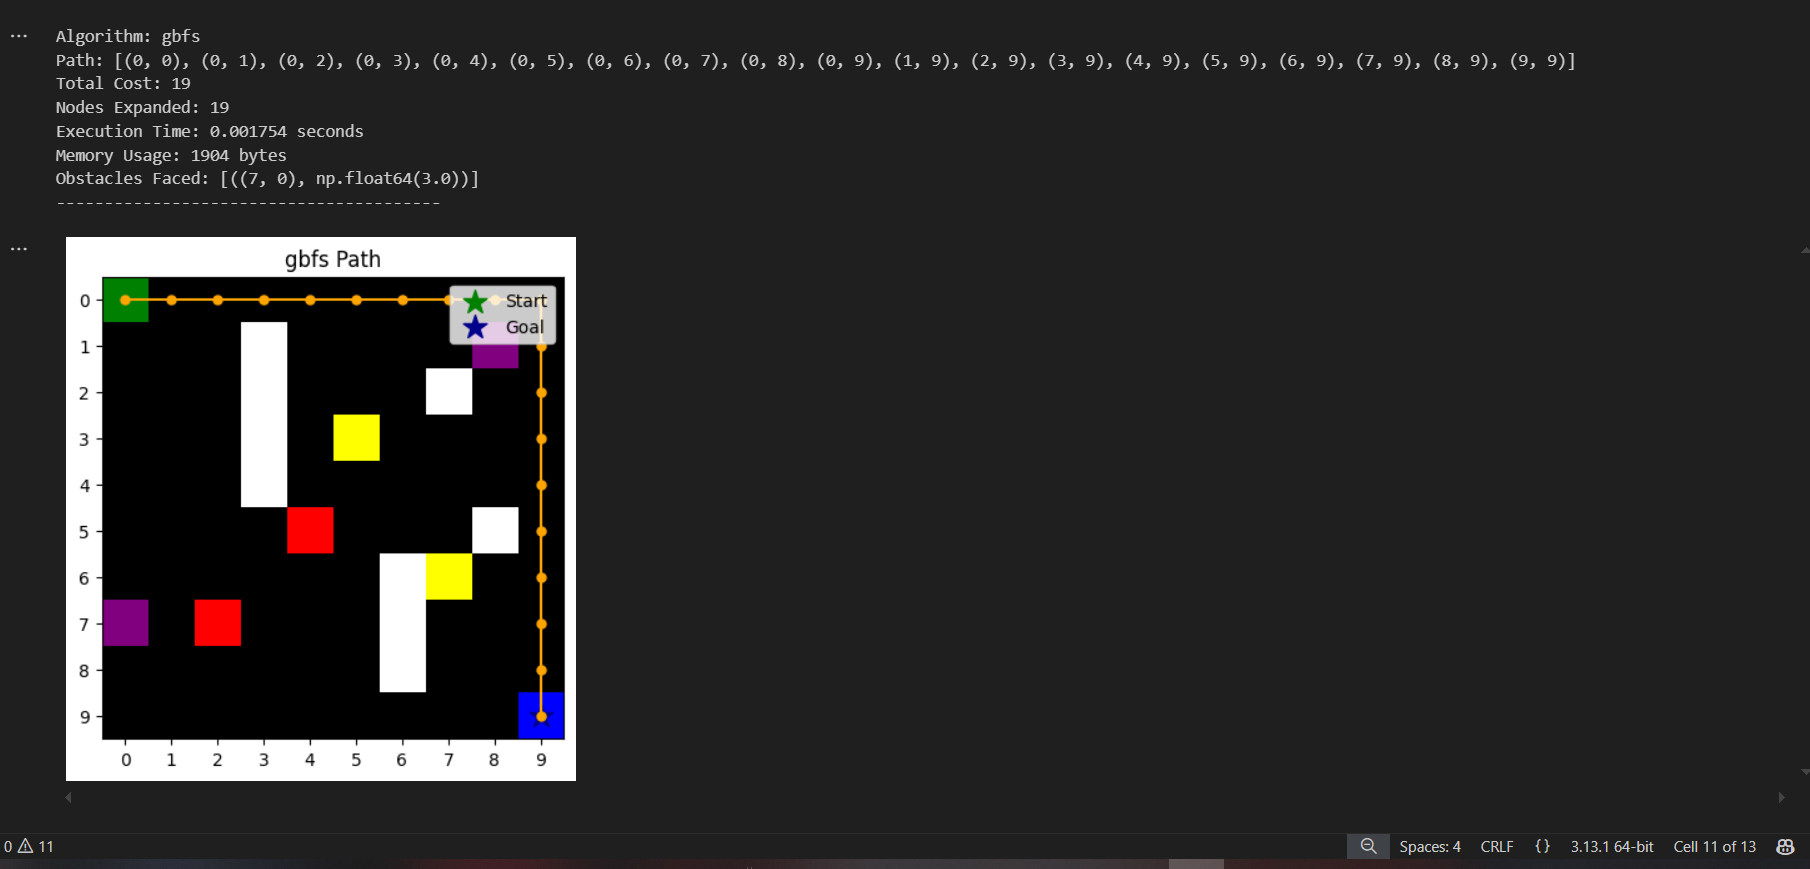 Algorithm: gbfs
Path: [(0, 0), (0, 1), (0, 2), (0, 3), (0, 4), (0, 5), (0, 6), (0, 7), (0, 8), (0, 9), (1, 9), (2, 9), (3, 9), (4, 9), (5, 9), (6, 9), (7, 9), (8, 9), (9, 9)]
Total Cost: 19
Nodes Expanded: 19
Execution Time: 0.001754 seconds
Memory Usage: 1904 bytes
Obstacles Faced: [((7, 0), np.float64(3.0))]
----------------------------------------
gbfs Path
Start
Goal
0
1
2
3
4
5
6
7
8
9
0 1 2 3 4 5 6 7 8 9
0 11 Spaces: 4 CRLF {} 3.13.1 64-bit Cell 11 of 13